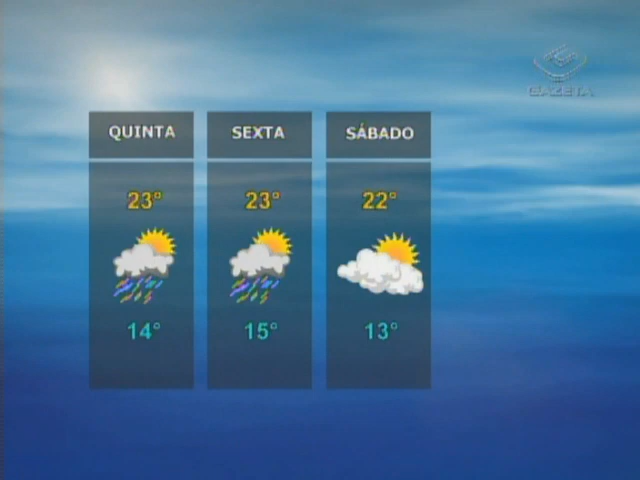 GAZETA
QUINTA SEXTA SÁBADO
23° 23° 22°
14° 15° 13°